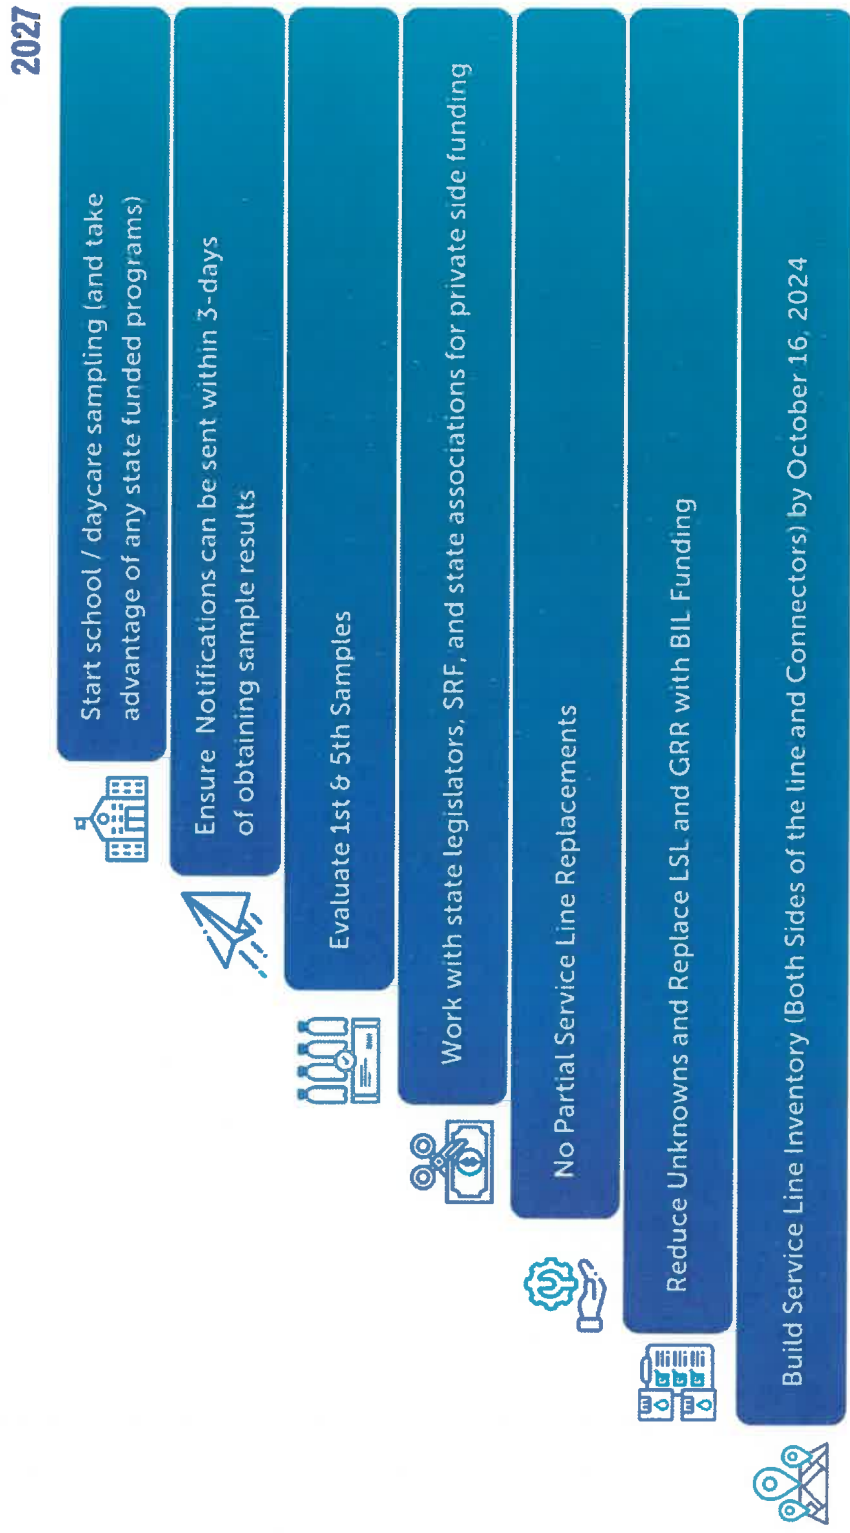 2027
Start school / daycare sampling (and take
advantage of any state funded programs)
Ensure Notifications can be sent within 3-days
of obtaining sample results
Evaluate 1st & 5th Samples
Work with state legislators, SRF, and state associations for private side funding
No Partial Service Line Replacements
Reduce Unknowns and Replace LSL and GRR with BIL Funding
Build Service Line Inventory (Both Sides of the line and Connectors) by October 16, 2024